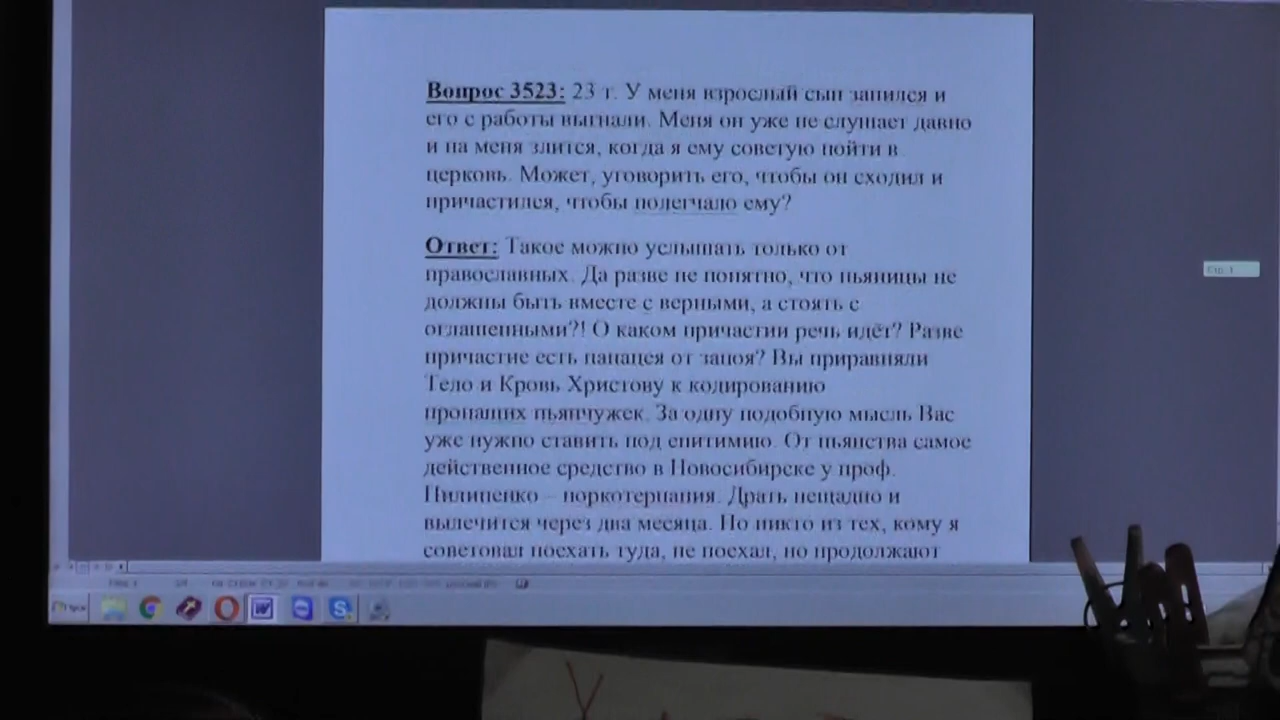 Вопрос 3523: 23 т. У меня взрослый сын запился и
его с работы выгнали. Меня он уже не слушает давно
и на меня злится, когда я ему советую пойти в
церковь. Может, уговорить его, чтобы он сходил и
причастился, чтобы полегчало ему?
Ответ: Такое можно услышать только от
православных. Да разве не понятно, что пьяницы не
должны быть вместе с верными, а стоять с
оглашенными?! О каком причастии речь идёт? Разве
причастие есть панацея от запоя? Вы приравняли
Тело и Кровь Христову к кодированию
пропащих пьянчужек. За одну подобную мысль Вас
уже нужно ставить под епитимию. От пьянства самое
действенное средство в Новосибирске у проф.
Пилипенко – поркотерапия. Драть нещадно и
вылечится через два месяца. Но никто из тех, кому я
советовал поехать туда, не поехал, но продолжают
Стр. 1